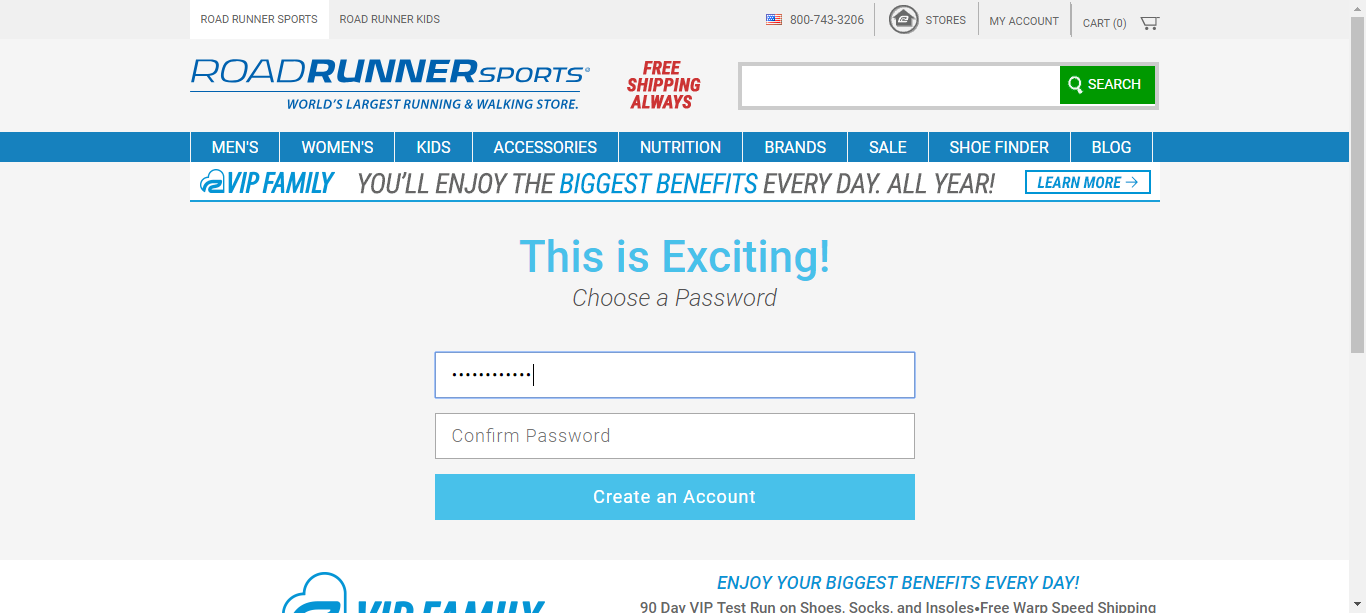 ROAD RUNNER SPORTS
ROAD RUNNER KIDS
800-743-3206
STORES
MY ACCOUNT
CART (0)
ROADRUNNERSPORTS®
WORLD'S LARGEST RUNNING & WALKING STORE.
FREE
SHIPPING
ALWAYS
SEARCH
MEN'S
WOMEN'S
KIDS
ACCESSORIES
NUTRITION
BRANDS
SALE
SHOE FINDER
BLOG
VIP FAMILY
YOU'LL ENJOY THE BIGGEST BENEFITS EVERY DAY. ALL YEAR!
LEARN MORE →
This is Exciting!
Choose a Password
••••••••••••
Confirm Password
Create an Account
VIP FAMILY
ENJOY YOUR BIGGEST BENEFITS EVERY DAY!
90 Day VIP Test Run on Shoes, Socks, and Insoles•Free Warp Speed Shipping